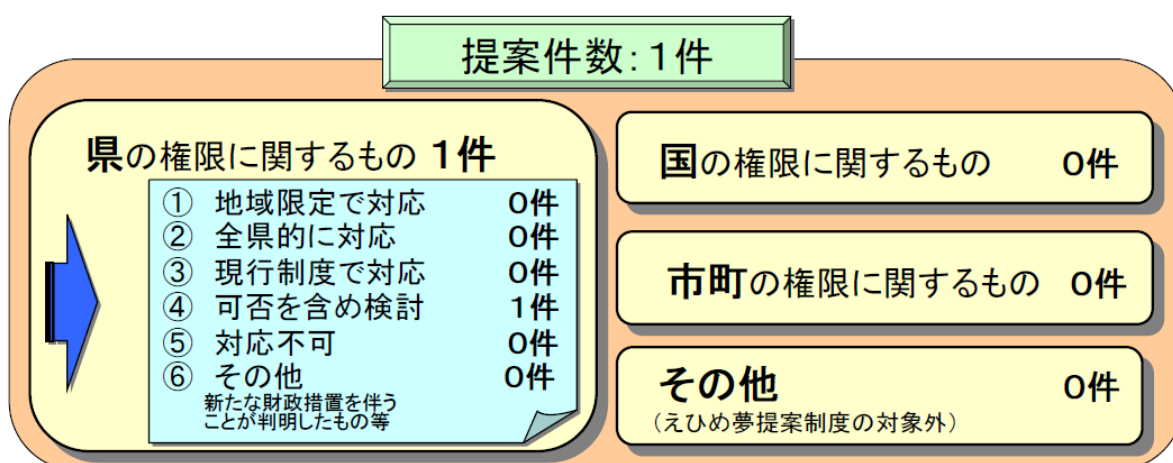 提案件数：１件
県の権限に関するもの １件
① 地域限定で対応 ０件
② 全県的に対応 ０件
③ 現行制度で対応 ０件
④ 可否を含め検討 １件
⑤ 対応不可 ０件
⑥ その他 ０件
新たな財政措置を伴う
ことが判明したもの等
国の権限に関するもの ０件
市町の権限に関するもの ０件
その他 ０件
（えひめ夢提案制度の対象外）